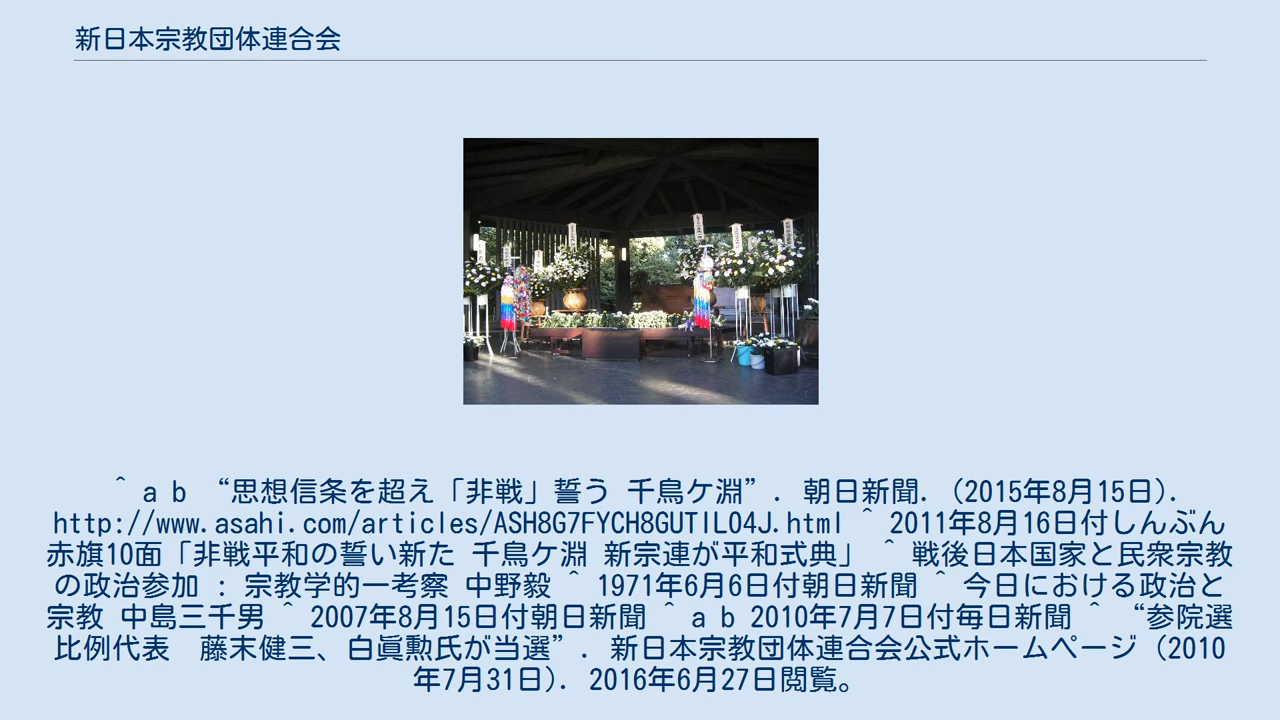 新日本宗教団体連合会
^ a b “思想信条を超え「非戦」誓う 千鳥ケ淵”. 朝日新聞. (2015年8月15日).
http://www.asahi.com/articles/ASH8G7FYCH8GUTIL04J.html ^ 2011年8月16日付しんぶん
赤旗10面「非戦平和の誓い新た 千鳥ケ淵 新宗連が平和式典」 ^ 戦後日本国家と民衆宗教
の政治参加 : 宗教学的一考察 中野毅 ^ 1971年6月6日付朝日新聞 ^ 今日における政治と
宗教 中島三千男 ^ 2007年8月15日付朝日新聞 ^ a b 2010年7月7日付毎日新聞 ^ “参院選
比例代表　藤末健三、白眞勲氏が当選”. 新日本宗教団体連合会公式ホームページ (2010
年7月31日). 2016年6月27日閲覧。